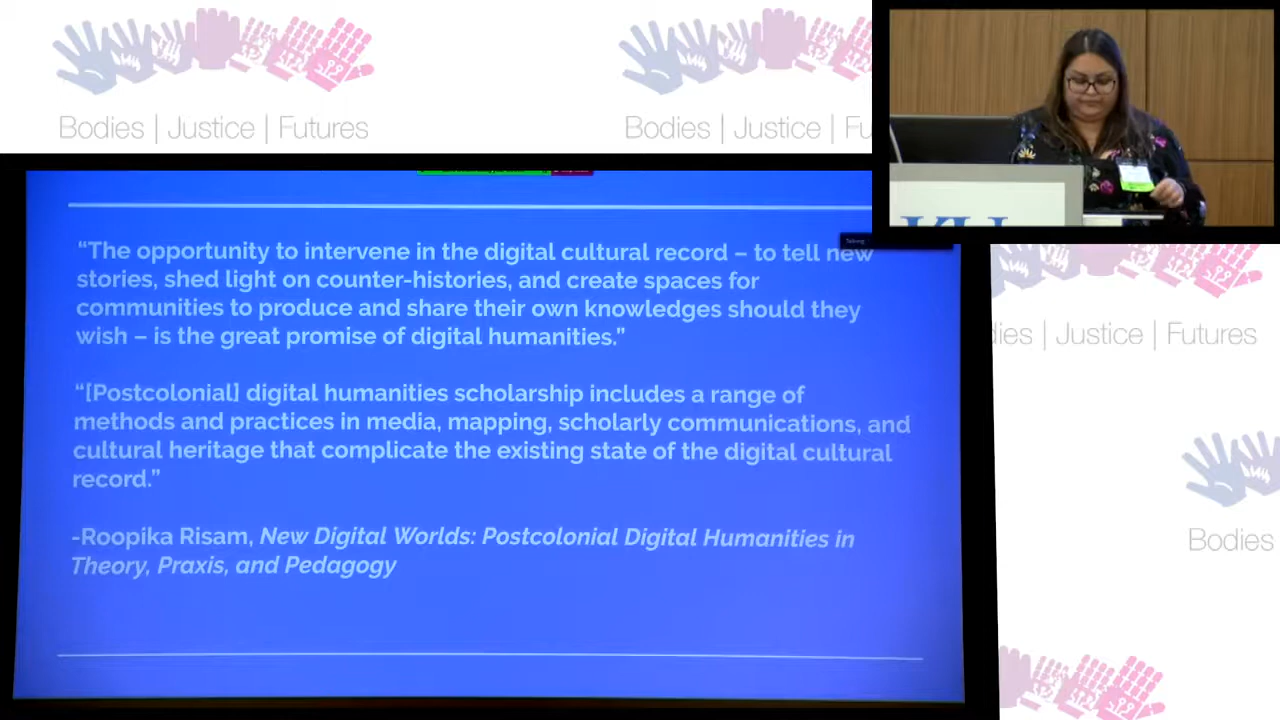 Bodies | Justice | Futures
Bodies | Justice | Fu
“The opportunity to intervene in the digital cultural record – to tell new
stories, shed light on counter-histories, and create spaces for
communities to produce and share their own knowledges should they
wish – is the great promise of digital humanities.”
“[Postcolonial] digital humanities scholarship includes a range of
methods and practices in media, mapping, scholarly communications, and
cultural heritage that complicate the existing state of the digital cultural
record.”
-Roopika Risam, New Digital Worlds: Postcolonial Digital Humanities in
Theory, Praxis, and Pedagogy
Talking:
KU
dies | Justice | Futures
Bodies